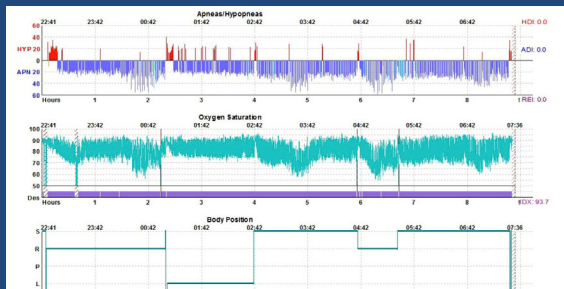 Apneas/Hypopneas
22:41 23:42 00:42 01:42 02:42 03:42 04:42 05:42 06:42 07:36
HDI: 0.0
60
40
HYP 20
ADI: 0.0
0
APN 20
40
60
REI: 0.0
Hours 1 2 3 4 5 6 7 8
Oxygen Saturation
22:41 23:42 00:42 01:42 02:42 03:42 04:42 05:42 06:42 07:36
100
90
80
70
60
50
Des
Hours 1 2 3 4 5 6 7 8
DX: 93.7
Body Position
22:41 23:42 00:42 01:42 02:42 03:42 04:42 05:42 06:42 07:36
S
R
P
L